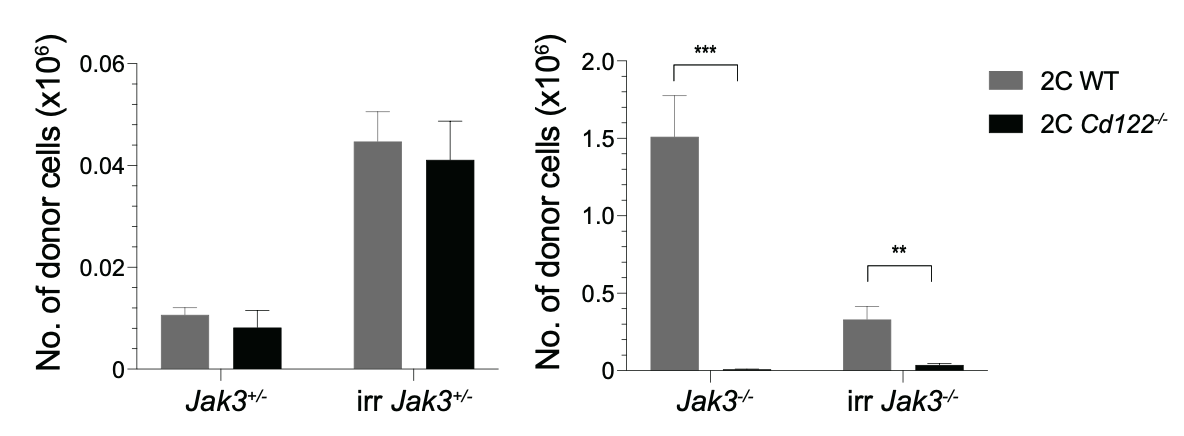 No. of donor cells (x10⁶)
0.06
0.04
0.02
0
Jak3+/-
irr Jak3+/-
No. of donor cells (x10⁶)
2.0
1.5
1.0
0.5
0
***
**
Jak3-/-
irr Jak3-/-
2C WT
2C Cd122-/-